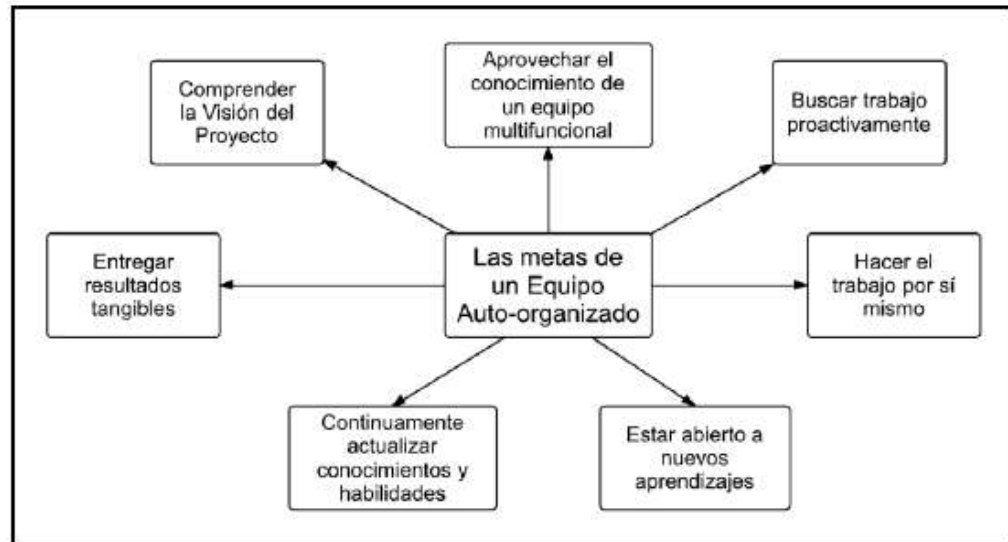 Comprender
la Visión del
Proyecto
Aprovechar el
conocimiento de
un equipo
multifuncional
Buscar trabajo
proactivamente
Entregar
resultados
tangibles
Las metas de
un Equipo
Auto-organizado
Hacer el
trabajo por sí
mismo
Continuamente
actualizar
conocimientos y
habilidades
Estar abierto a
nuevos
aprendizajes